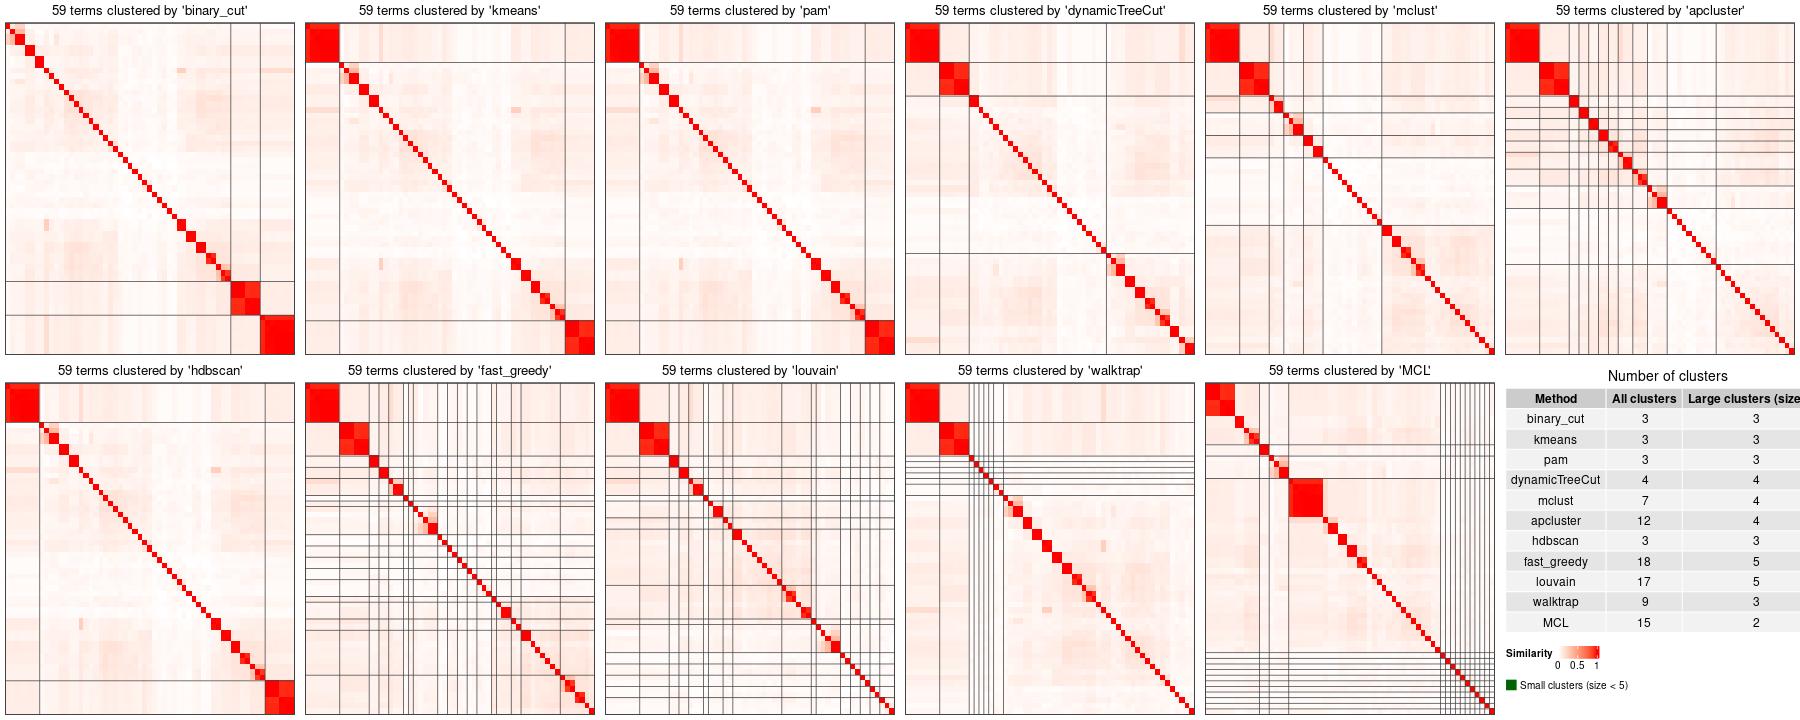 59 terms clustered by 'binary_cut'
59 terms clustered by 'kmeans'
59 terms clustered by 'pam'
59 terms clustered by 'dynamicTreeCut'
59 terms clustered by 'mclust'
59 terms clustered by 'apcluster'
59 terms clustered by 'hdbscan'
59 terms clustered by 'fast_greedy'
59 terms clustered by 'louvain'
59 terms clustered by 'walktrap'
59 terms clustered by 'MCL'
Number of clusters
Method All clusters Large clusters (size
binary_cut 3 3
kmeans 3 3
pam 3 3
dynamicTreeCut 4 4
mclust 7 4
apcluster 12 4
hdbscan 3 3
fast_greedy 18 5
louvain 17 5
walktrap 9 3
MCL 15 2
Similarity
0 0.5 1
Small clusters (size < 5)